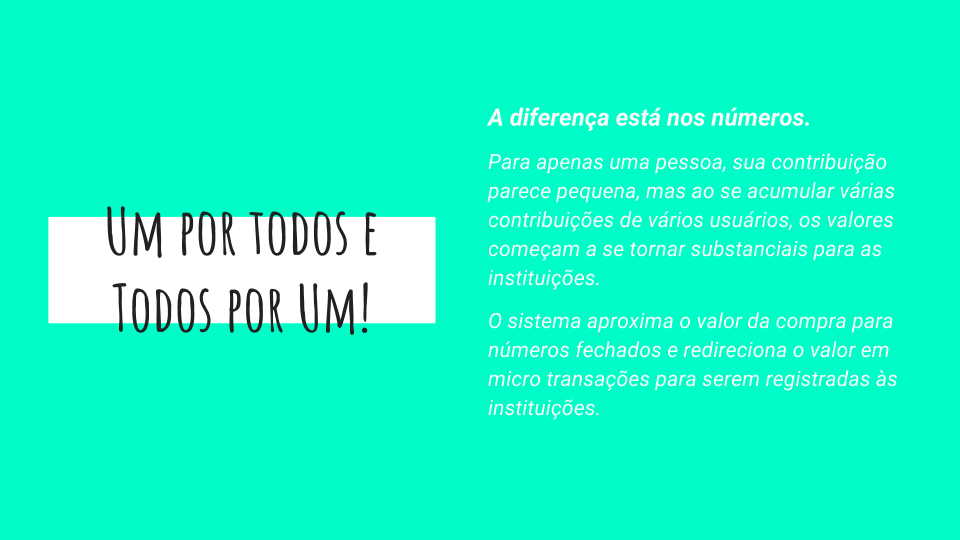 Um por todos e
Todos por Um!
A diferença está nos números.
Para apenas uma pessoa, sua contribuição
parece pequena, mas ao se acumular várias
contribuições de vários usuários, os valores
começam a se tornar substanciais para as
instituições.
O sistema aproxima o valor da compra para
números fechados e redireciona o valor em
micro transações para serem registradas às
instituições.